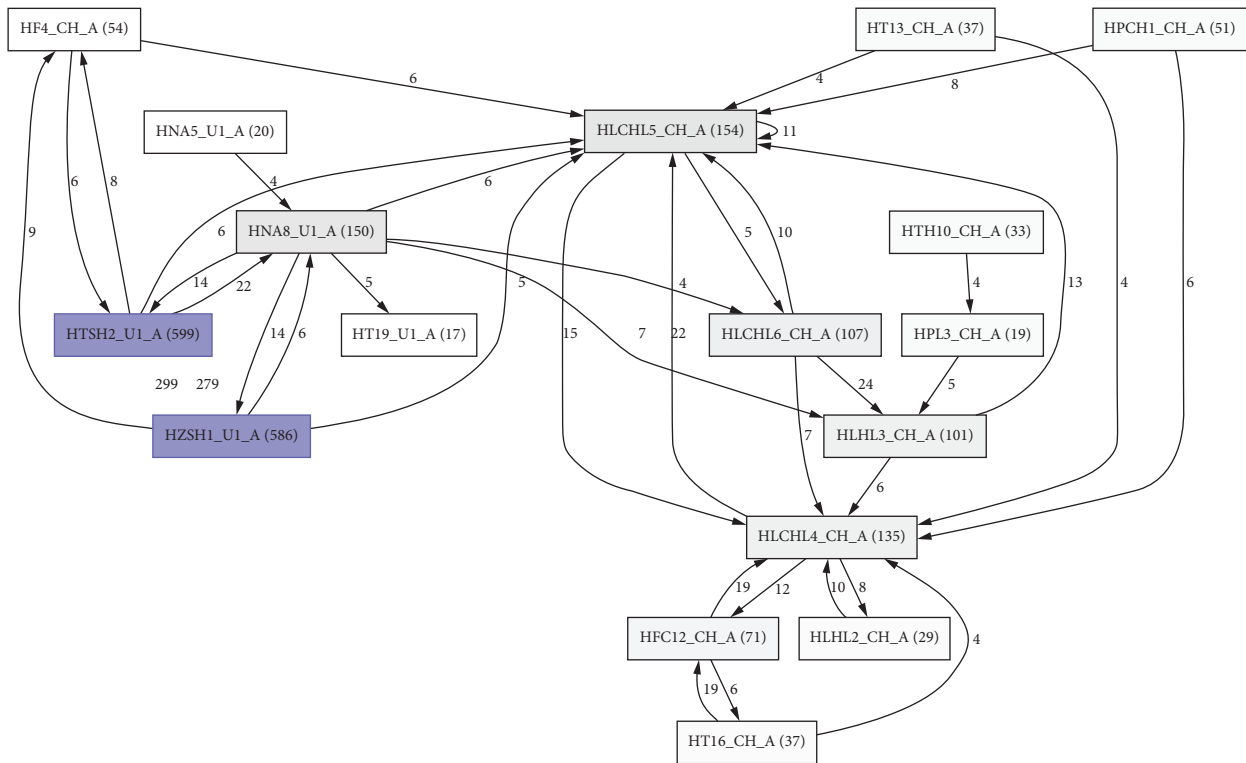 HF4_CH_A (54)
HT13_CH_A (37)
HPCH1_CH_A (51)
6
4
8
HNA5_U1_A (20)
HLCHL5_CH_A (154)
11
6
8
4
6
9
6
HNA8_U1_A (150)
5
10
HTH10_CH_A (33)
14
22
5
5
4
4
13
4
6
HTSH2_U1_A (599)
14
6
HT19_U1_A (17)
15
7
22
HLCHL6_CH_A (107)
HPL3_CH_A (19)
299
279
24
5
HZSH1_U1_A (586)
7
HLHL3_CH_A (101)
6
HLCHL4_CH_A (135)
19
12
10
8
HFC12_CH_A (71)
HLHL2_CH_A (29)
4
19
6
HT16_CH_A (37)